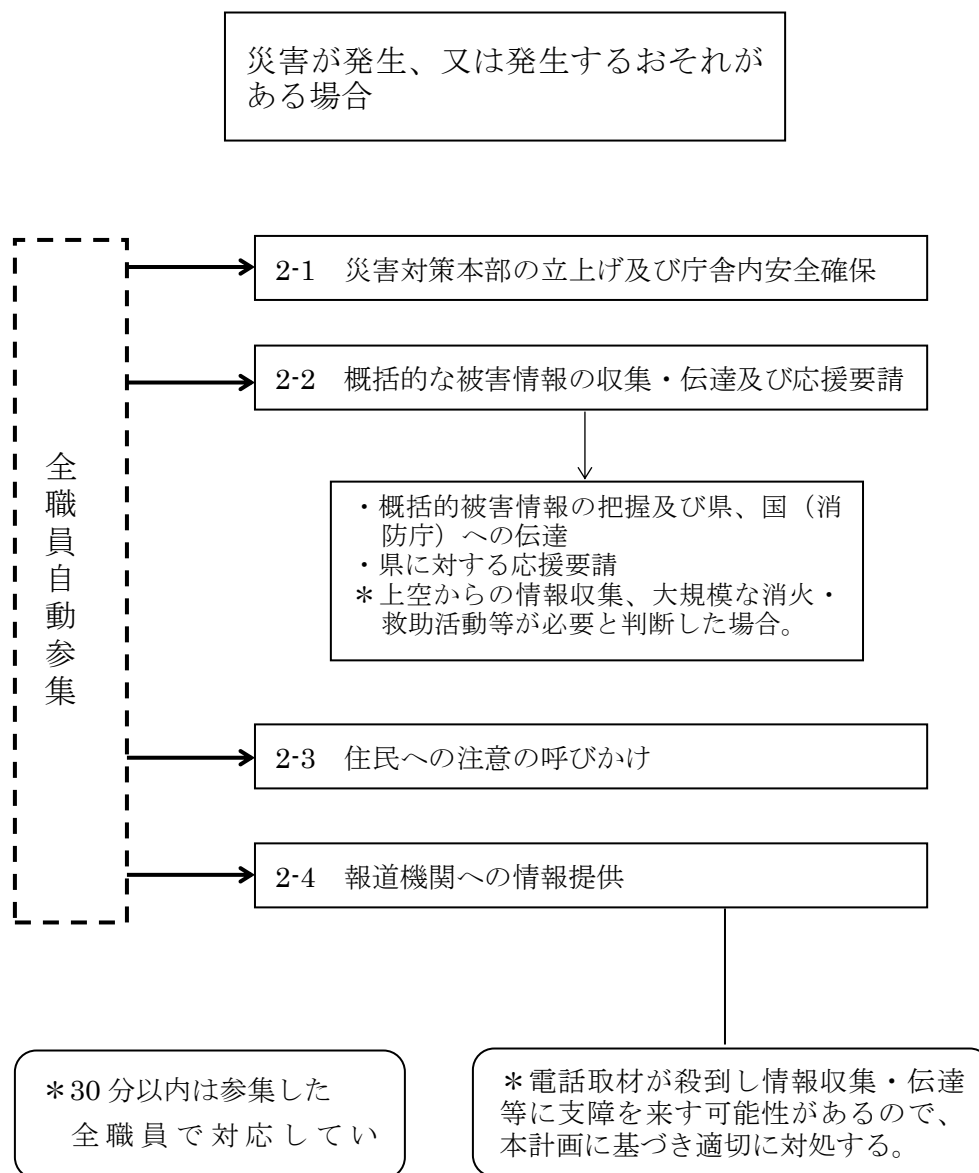 災害が発生、又は発生するおそれが
ある場合
全職員自動参集
2-1 災害対策本部の立上げ及び庁舎内安全確保
2-2 概括的な被害情報の収集・伝達及び応援要請
・概括的被害情報の把握及び県、国（消
防庁）への伝達
・県に対する応援要請
＊上空からの情報収集、大規模な消火・
救助活動等が必要と判断した場合。
2-3 住民への注意の呼びかけ
2-4 報道機関への情報提供
＊30 分以内は参集した
全職員で対応してい
＊電話取材が殺到し情報収集・伝達
等に支障を来す可能性があるので、
本計画に基づき適切に対処する。